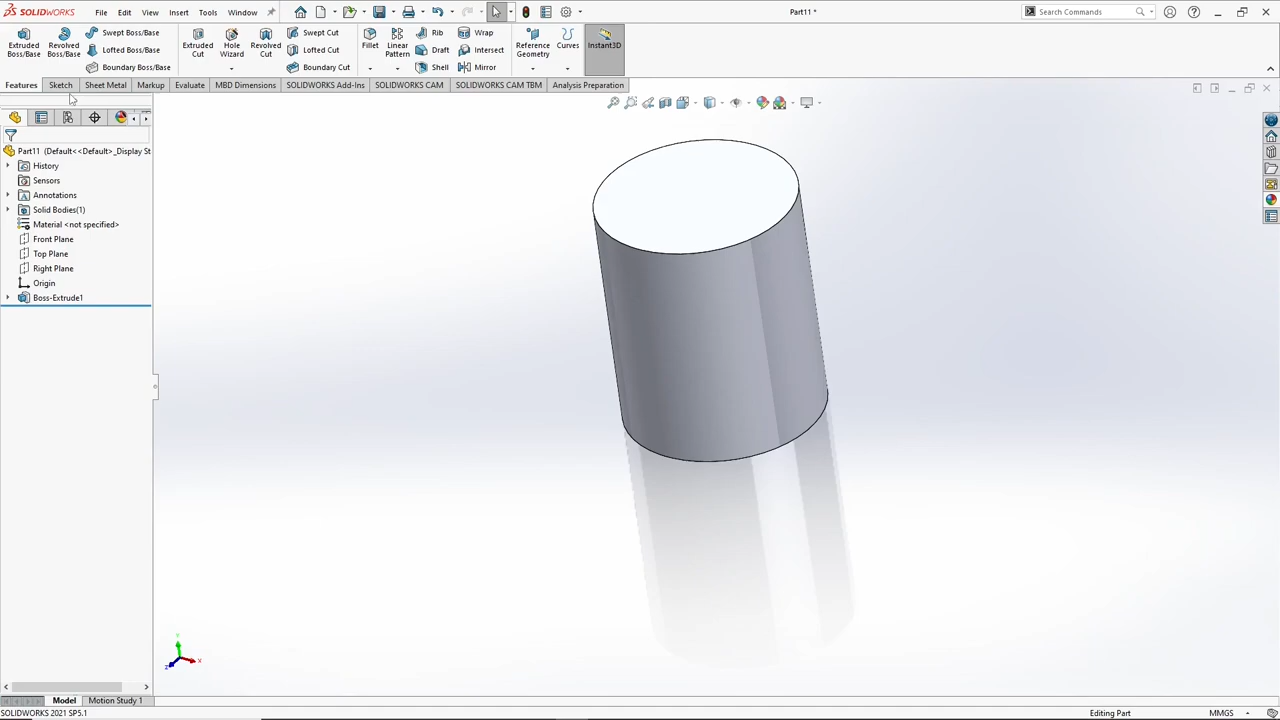 SOLIDWORKS File Edit View Insert Tools Window Part11 * Search Commands
Extruded Boss/Base
Revolved Boss/Base
Swept Boss/Base
Lofted Boss/Base
Boundary Boss/Base
Extruded Cut
Hole Wizard
Revolved Cut
Swept Cut
Lofted Cut
Boundary Cut
Fillet
Linear Pattern
Rib
Draft
Shell
Wrap
Intersect
Mirror
Reference Geometry
Curves
Instant3D
Features Sketch Sheet Metal Markup Evaluate MBD Dimensions SOLIDWORKS Add-Ins SOLIDWORKS CAM SOLIDWORKS CAM TBM Analysis Preparation
Part11 (Default<<Default>_Display St
History
Sensors
Annotations
Solid Bodies(1)
Material <not specified>
Front Plane
Top Plane
Right Plane
Origin
Boss-Extrude1
Y
Z X
Model Motion Study 1
SOLIDWORKS 2021 SP5.1 Editing Part MMGS